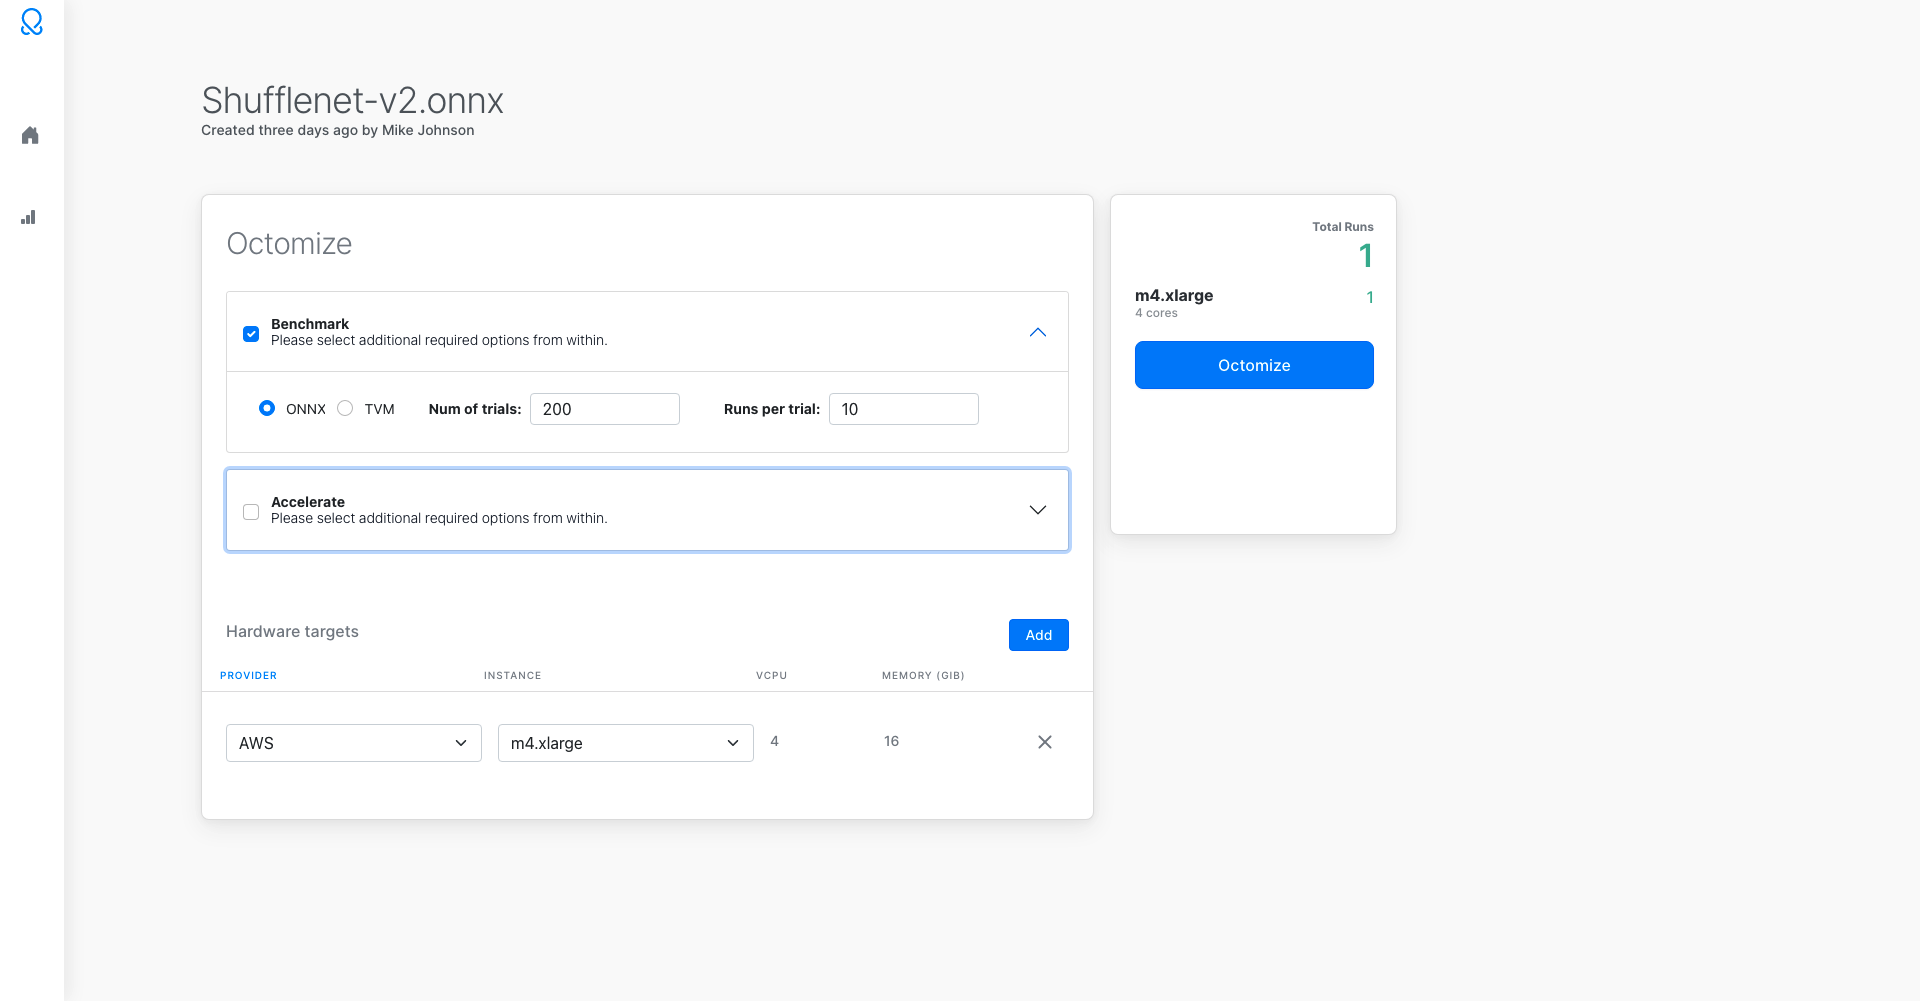 Shufflenet-v2.onnx
Created three days ago by Mike Johnson
Octomize
Benchmark
Please select additional required options from within.
ONNX TVM Num of trials: 200 Runs per trial: 10
Accelerate
Please select additional required options from within.
Hardware targets Add
PROVIDER INSTANCE VCPU MEMORY (GIB)
AWS m4.xlarge 4 16
Total Runs
1
m4.xlarge 1
4 cores
Octomize